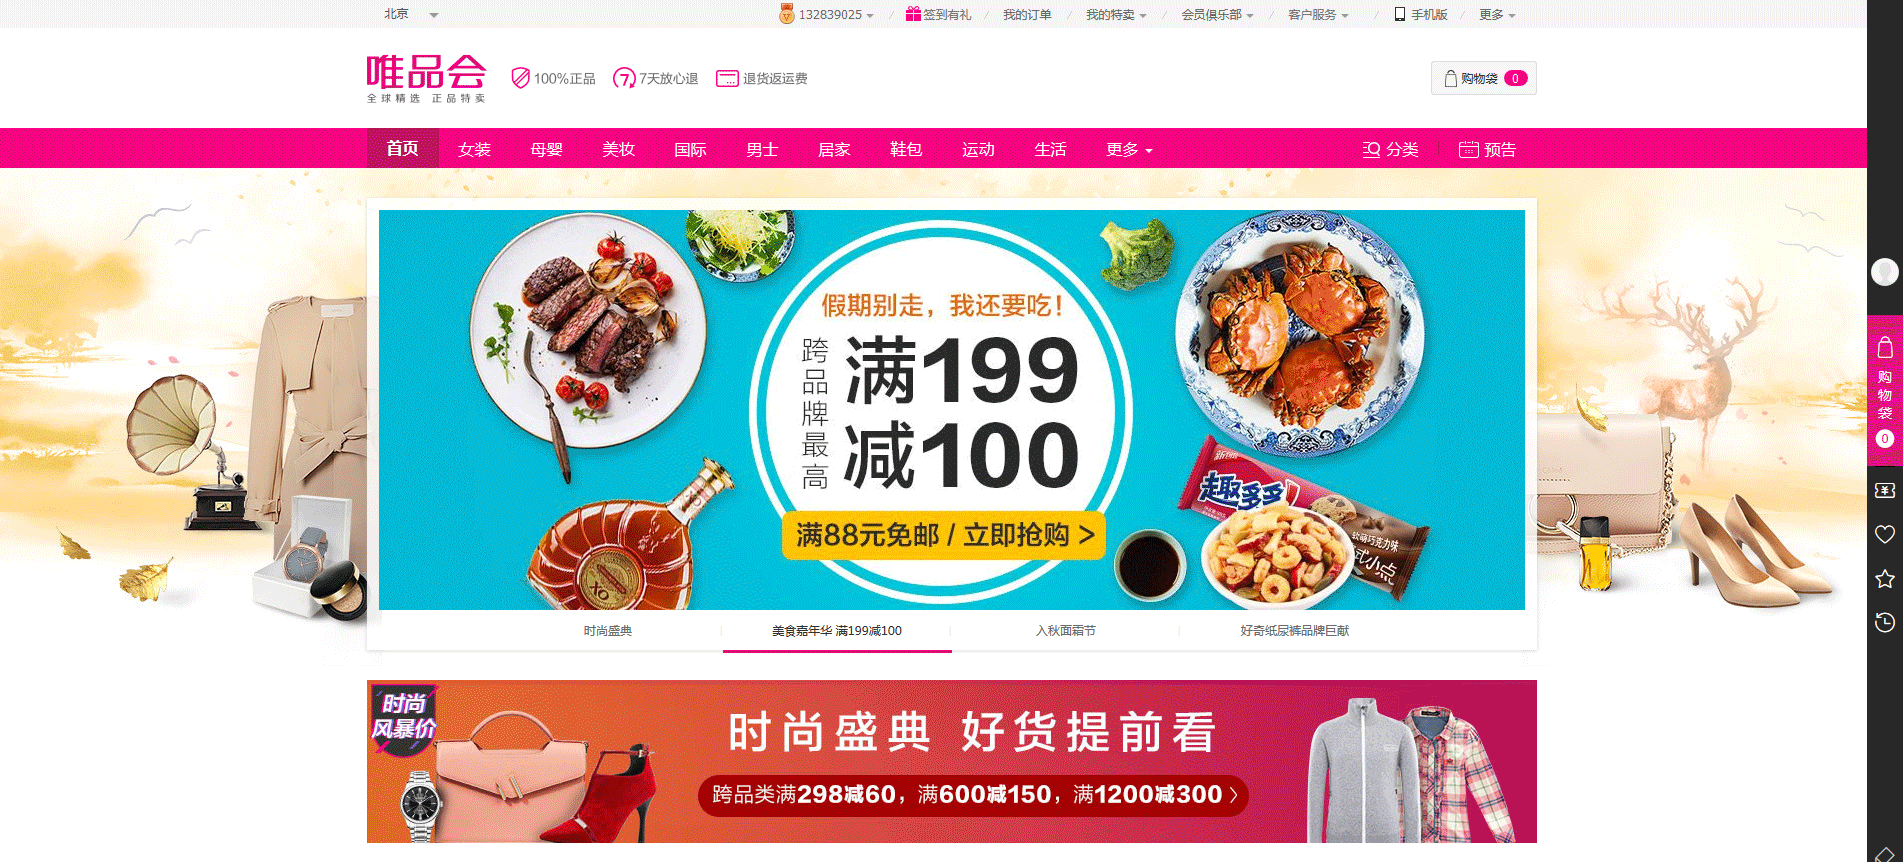 北京
132839025
签到有礼
我的订单
我的特卖
会员俱乐部
客户服务
手机版
更多
唯品会
全球精选 正品特卖
100%正品
7天放心退
退货返运费
购物袋 0
首页
女装
母婴
美妆
国际
男士
居家
鞋包
运动
生活
更多
分类
预告
假期别走，我还要吃！
跨品牌最高
满199
减100
满88元免邮 / 立即抢购 >
XO
趣多多
软萌巧克力味
式小点
购物袋
0
时尚盛典
美食嘉年华 满199减100
入秋面霜节
好奇纸尿裤品牌巨献
时尚
风暴价
时尚盛典 好货提前看
跨品类满298减60，满600减150，满1200减300 〉